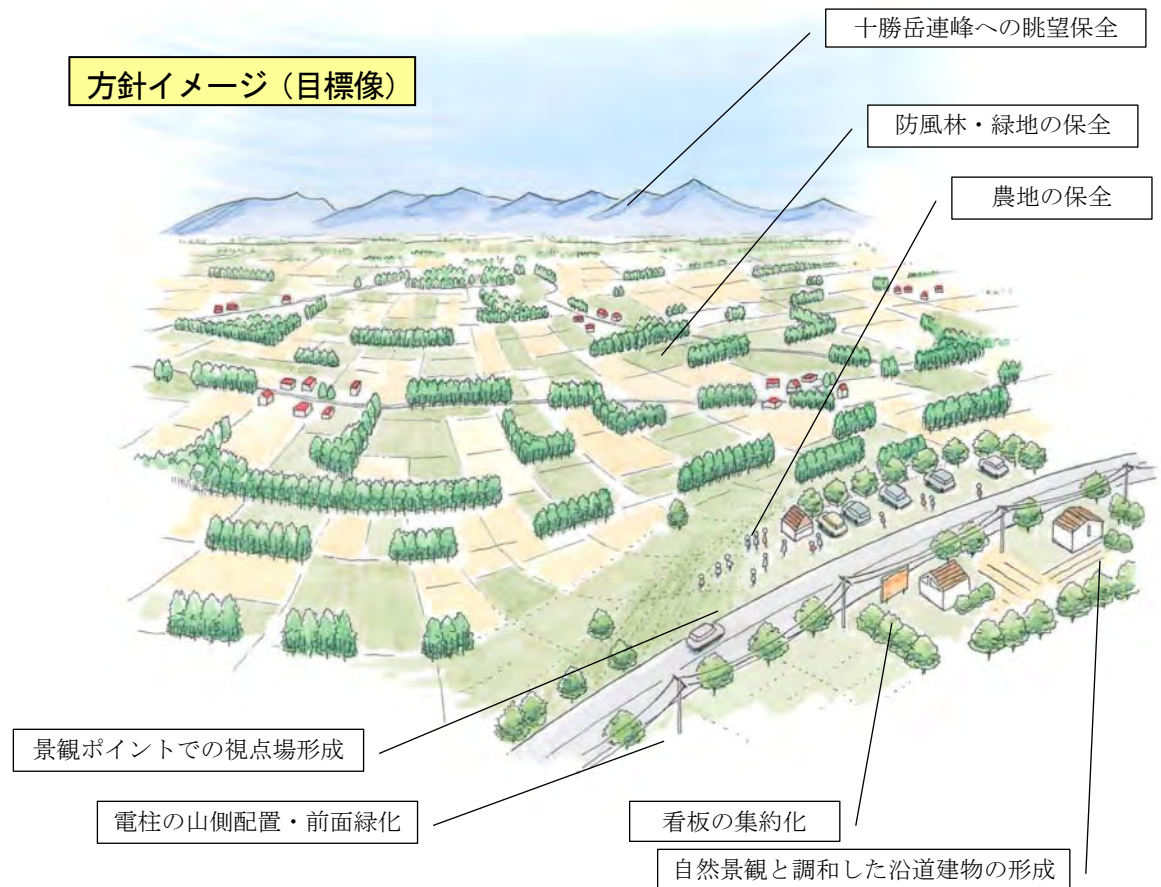 十勝岳連峰への眺望保全
方針イメージ（目標像）
防風林・緑地の保全
農地の保全
景観ポイントでの視点場形成
電柱の山側配置・前面緑化
看板の集約化
自然景観と調和した沿道建物の形成